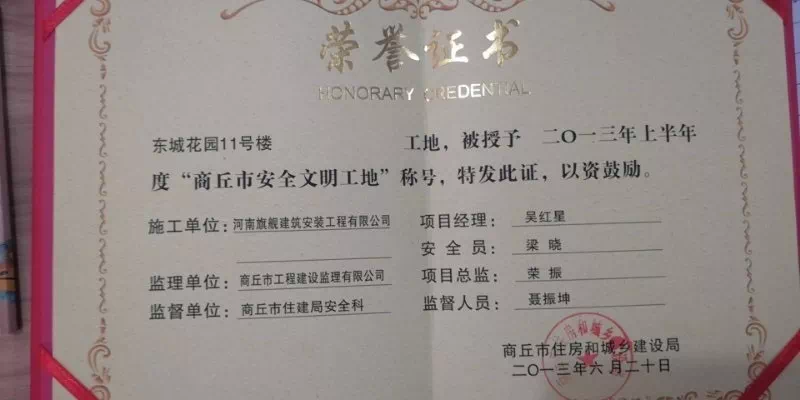 荣誉证书
HONORARY CREDENTIAL
东城花园11号楼 工地，被授予 二〇一三年上半年
度“商丘市安全文明工地”称号，特发此证，以资鼓励。
施工单位：河南旗舰建筑安装工程有限公司 项目经理：吴红星
安全员：梁晓
监理单位：商丘市工程建设监理有限公司 项目总监：荣振
监督单位：商丘市住建局安全科 监督人员：聂振坤
房和城乡
商丘市住房和城乡建设局
二〇一三年六月二十日